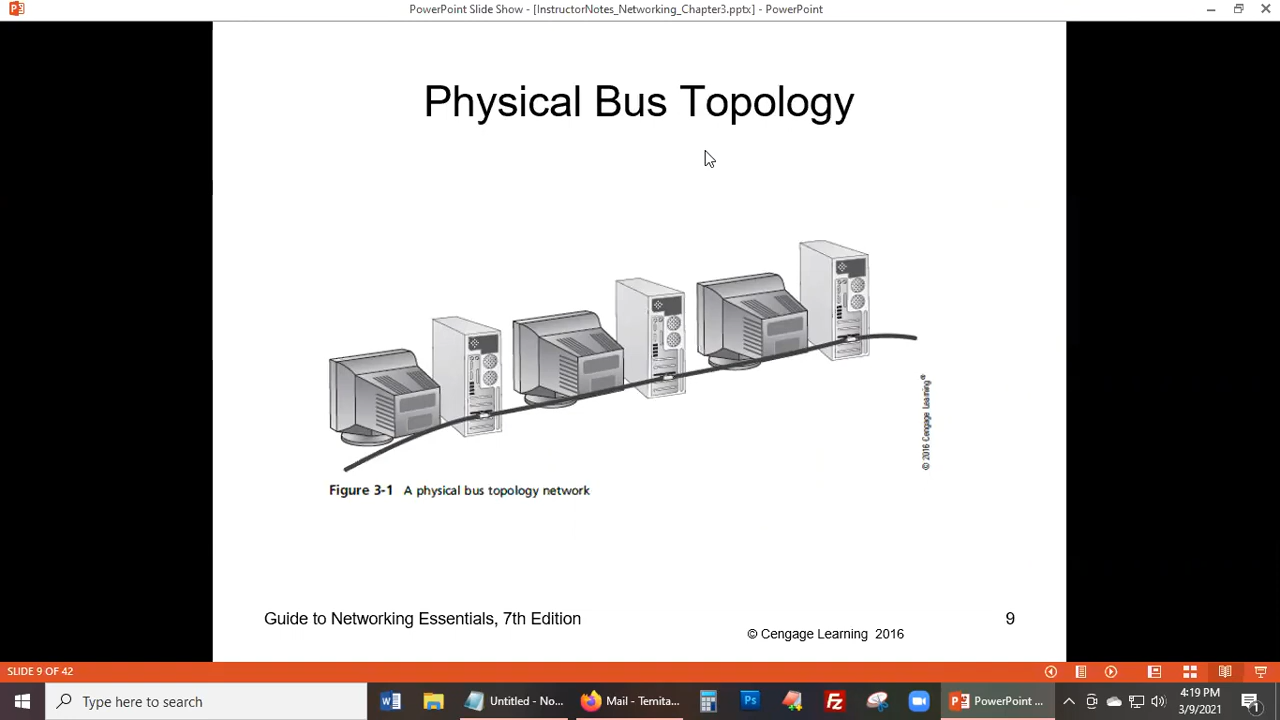 PowerPoint Slide Show - [InstructorNotes_Networking_Chapter3.pptx] - PowerPoint
Physical Bus Topology
© 2016 Cengage Learning®
Figure 3-1 A physical bus topology network
Guide to Networking Essentials, 7th Edition
9
© Cengage Learning 2016
SLIDE 9 OF 42
Type here to search
Untitled - No...
Mail - Temita...
PowerPoint ...
4:19 PM
3/9/2021
1